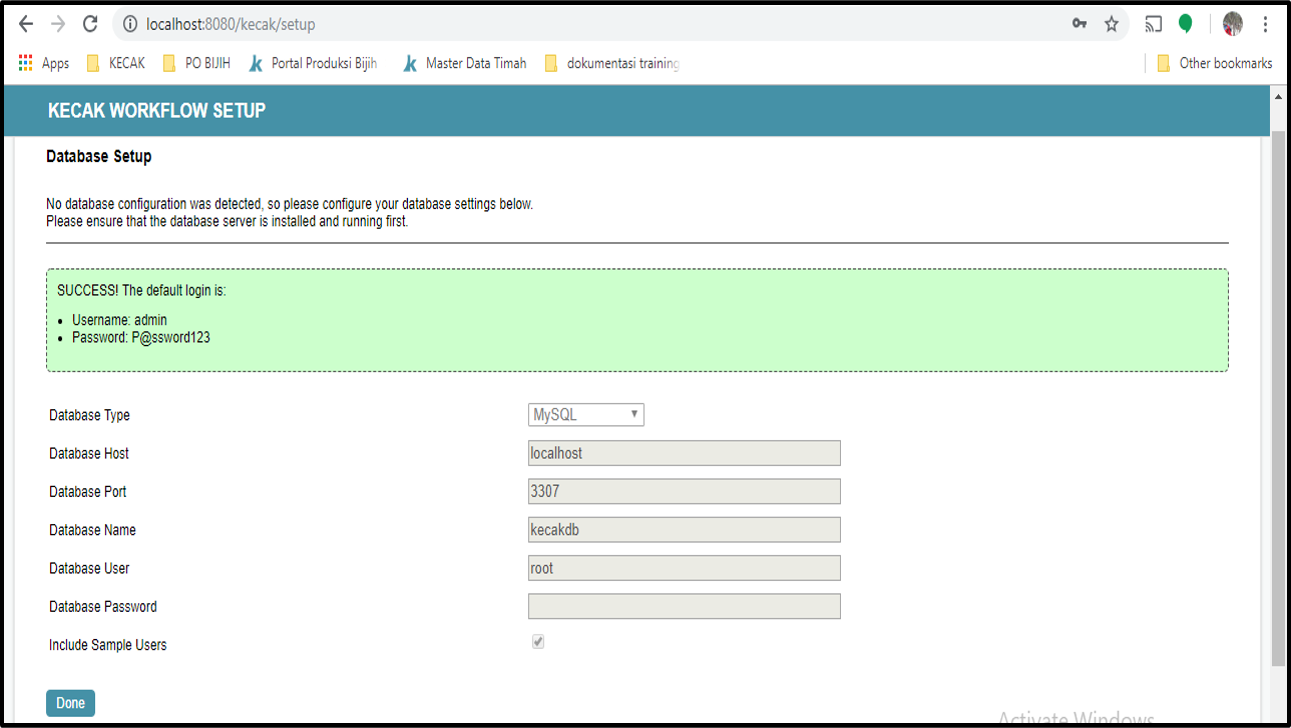 localhost:8080/kecak/setup
Apps KECAK PO BIJIH Portal Produksi Bijih Master Data Timah dokumentasi training Other bookmarks
KECAK WORKFLOW SETUP
Database Setup
No database configuration was detected, so please configure your database settings below.
Please ensure that the database server is installed and running first.
SUCCESS! The default login is:
Username: admin
Password: P@ssword123
Database Type MySQL
Database Host localhost
Database Port 3307
Database Name kecakdb
Database User root
Database Password
Include Sample Users
Done
Activate Windows